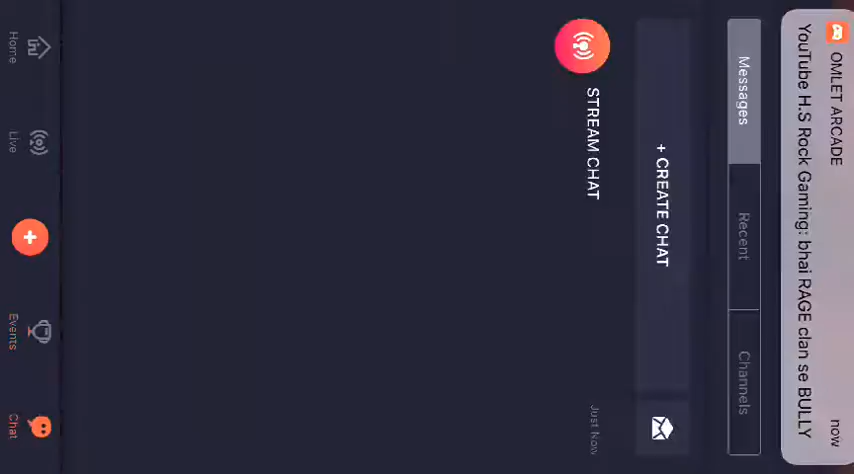 OMLET ARCADE now
YouTube H.S Rock Gaming: bhai RAGE clan se BULLY
Messages Recent Channels
+ CREATE CHAT
STREAM CHAT Just Now
Home Live Events Chat